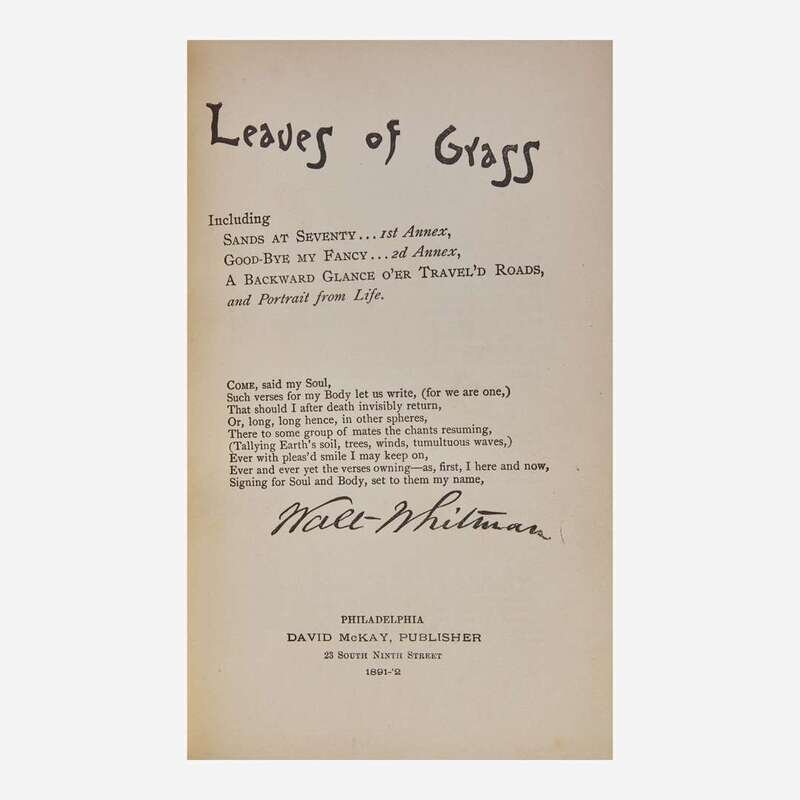 Leaves of Grass
Including
SANDS AT SEVENTY...1st Annex,
GOOD-BYE MY FANCY...2d Annex,
A BACKWARD GLANCE O'ER TRAVEL'D ROADS,
and Portrait from Life.
COME, said my Soul,
Such verses for my Body let us write, (for we are one,)
That should I after death invisibly return,
Or, long, long hence, in other spheres,
There to some group of mates the chants resuming,
(Tallying Earth's soil, trees, winds, tumultuous waves,)
Ever with pleas'd smile I may keep on,
Ever and ever yet the verses owning—as, first, I here and now,
Signing for Soul and Body, set to them my name,
Walt Whitman
PHILADELPHIA
DAVID McKAY, PUBLISHER
23 SOUTH NINTH STREET
1891-'2